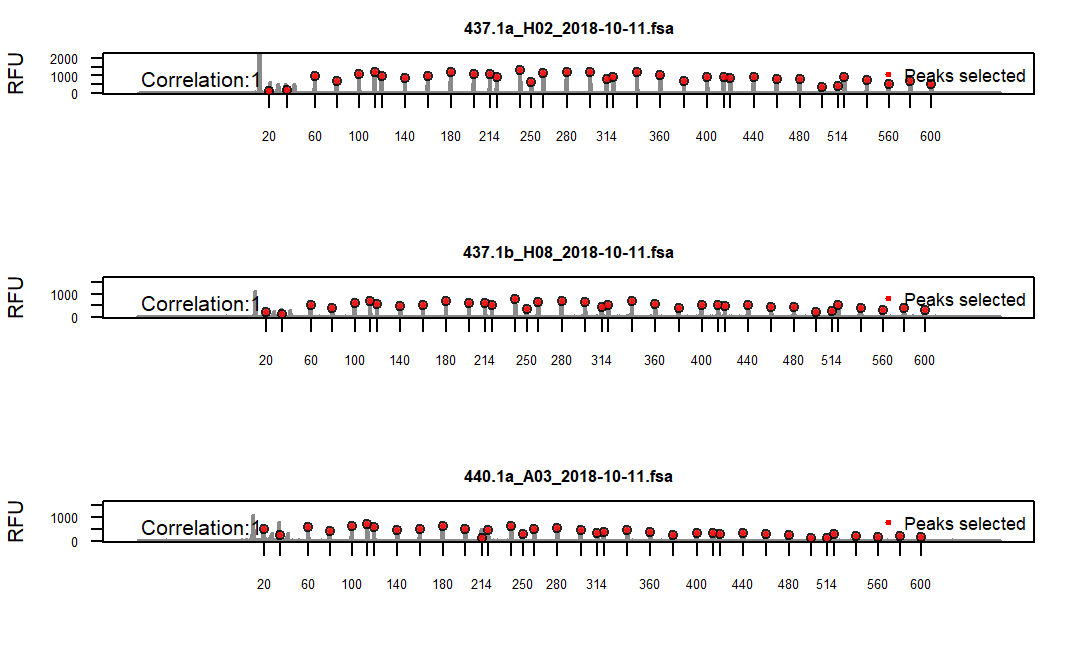 437.1a_H02_2018-10-11.fsa
RFU
2000
1000
0
Correlation:1
Peaks selected
20 60 100 140 180 214 250 280 314 360 400 440 480 514 560 600
437.1b_H08_2018-10-11.fsa
RFU
1000
0
Correlation:1
Peaks selected
20 60 100 140 180 214 250 280 314 360 400 440 480 514 560 600
440.1a_A03_2018-10-11.fsa
RFU
1000
0
Correlation:1
Peaks selected
20 60 100 140 180 214 250 280 314 360 400 440 480 514 560 600